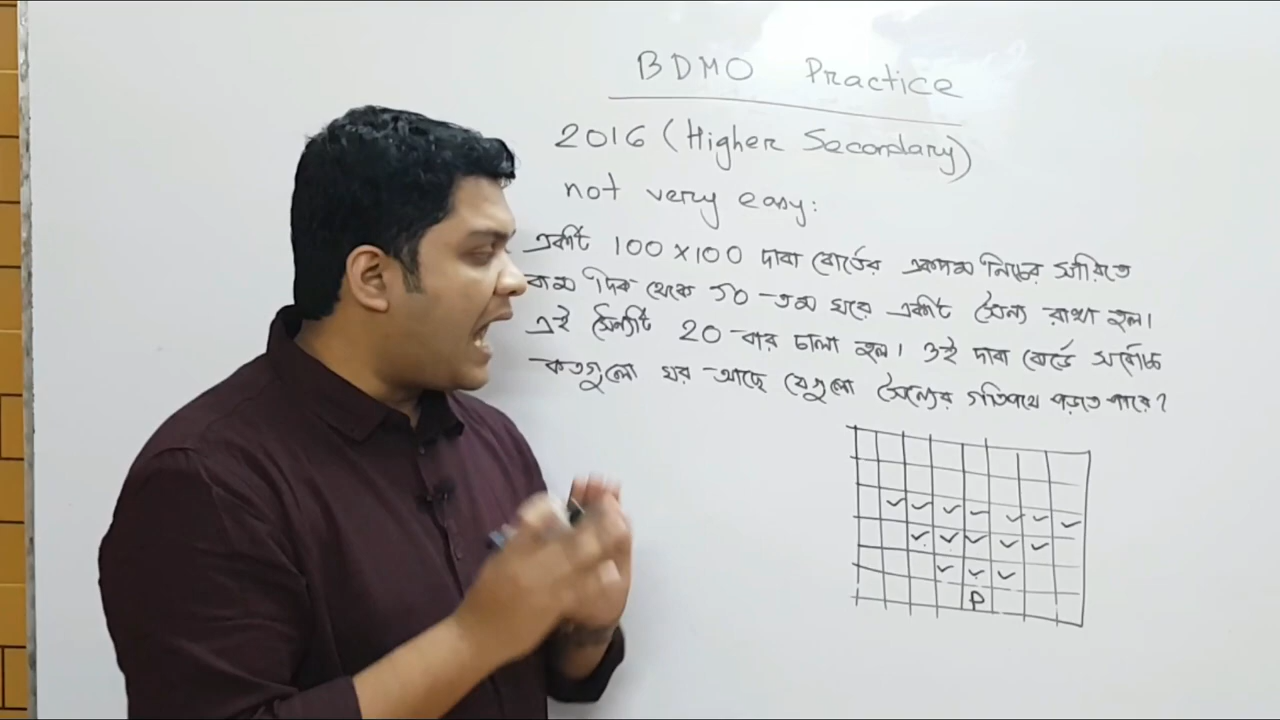 BDMO Practice
2016 (Higher Secondary)
not very easy:
একটি 100×100 দাবা বোর্ডের একদম নিচের সারিতে
বাম দিক থেকে 50-তম ঘরে একটি সৈন্য রাখা হল।
এই সৈন্যটি 20-বার চালা হল। ওই দাবা বোর্ডে সর্বোচ্চ
কতগুলো ঘর আছে যেগুলো সৈন্যের গতিপথে পড়তে পারে?
P